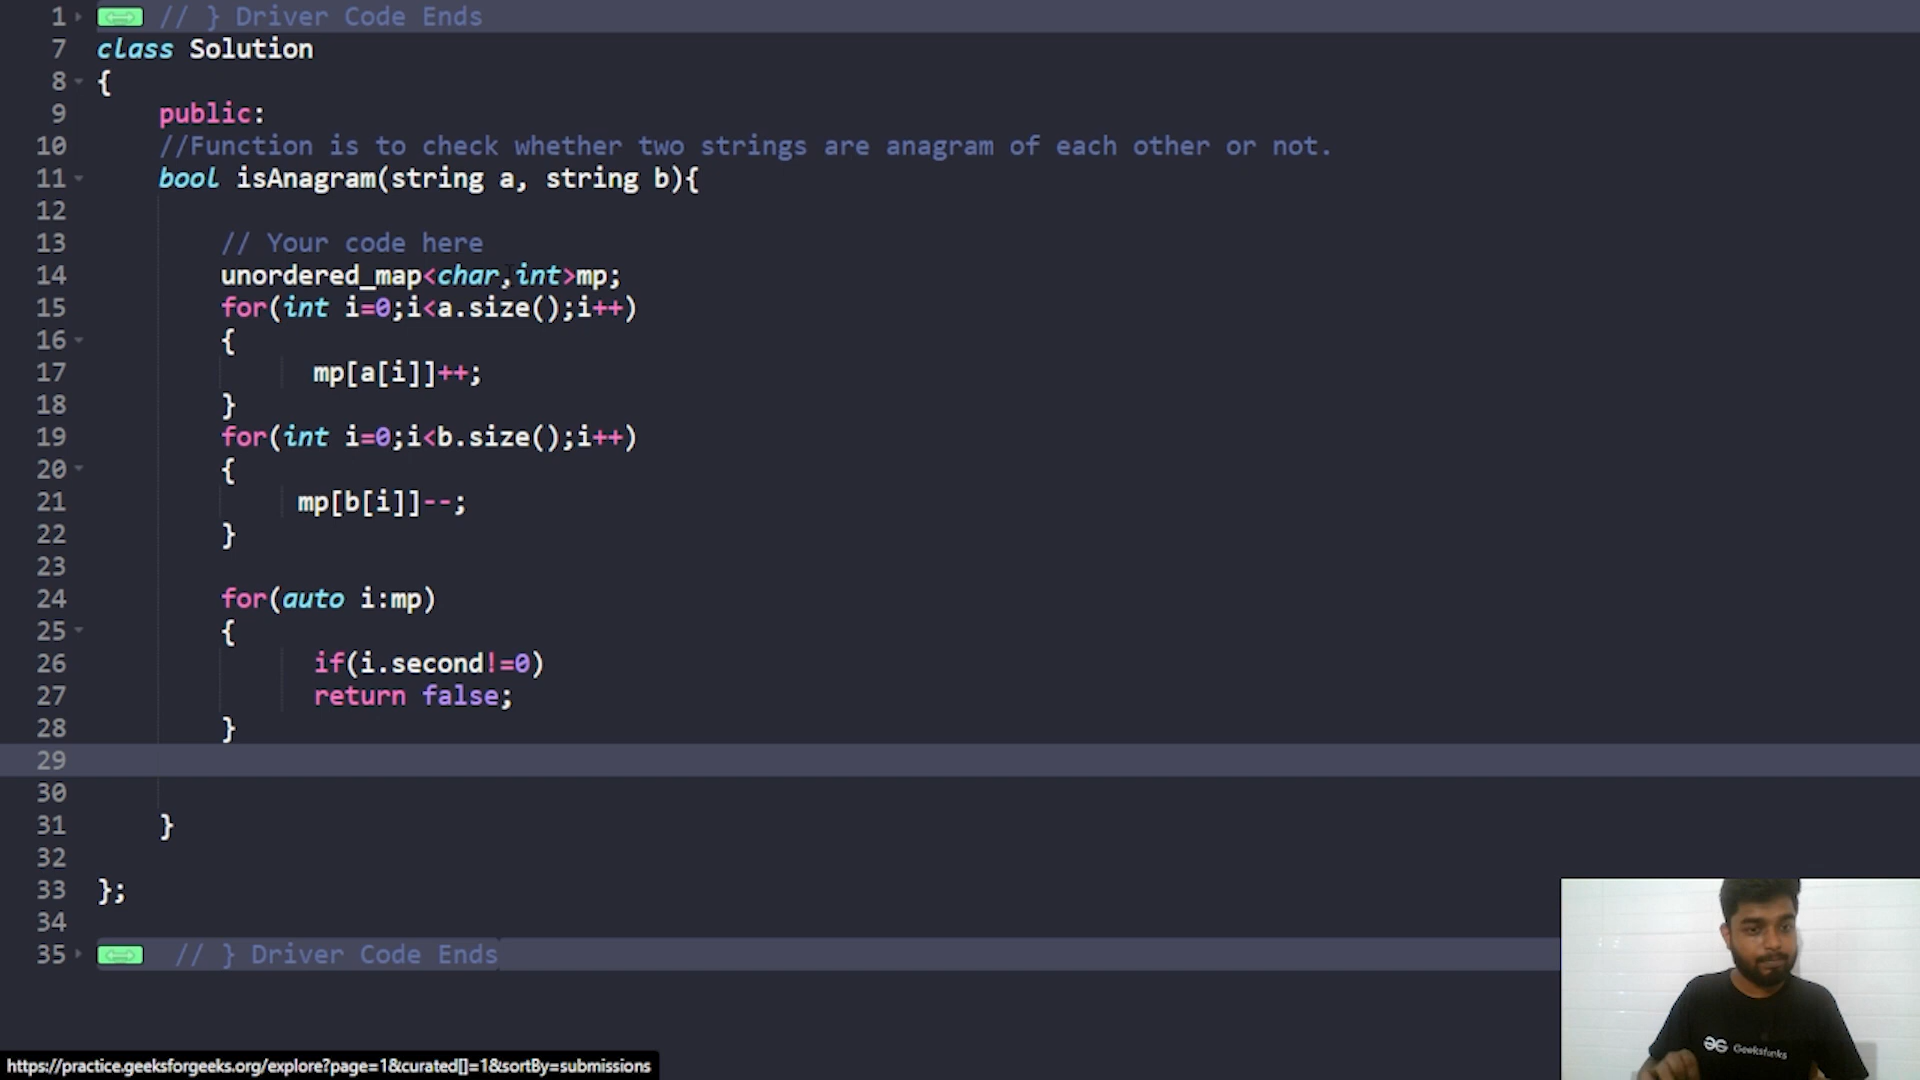 1 // } Driver Code Ends
7 class Solution
8 {
9 public:
10 //Function is to check whether two strings are anagram of each other or not.
11 bool isAnagram(string a, string b){
12
13 // Your code here
14 unordered_map<char,int>mp;
15 for(int i=0;i<a.size();i++)
16 {
17 mp[a[i]]++;
18 }
19 for(int i=0;i<b.size();i++)
20 {
21 mp[b[i]]--;
22 }
23
24 for(auto i:mp)
25 {
26 if(i.second!=0)
27 return false;
28 }
29
30
31 }
32
33 };
34
35 // } Driver Code Ends
GeeksforGeeks
https://practice.geeksforgeeks.org/explore?page=1&curated[]=1&sortBy=submissions